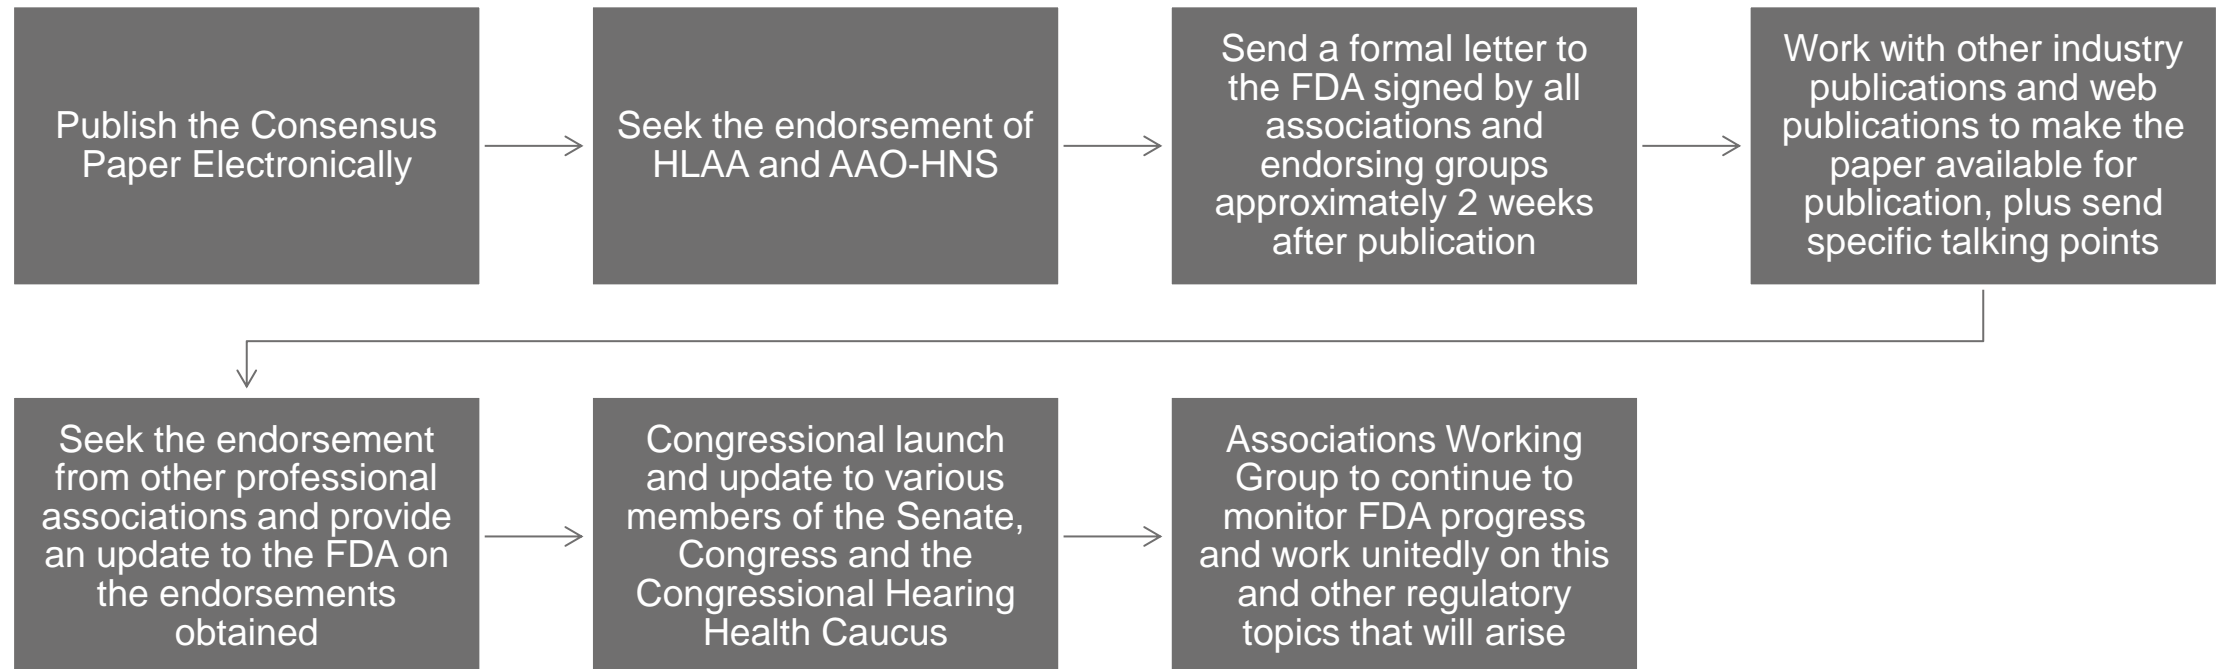 Publish the Consensus
Paper Electronically
Seek the endorsement of
HLAA and AAO-HNS
Send a formal letter to
the FDA signed by all
associations and
endorsing groups
approximately 2 weeks
after publication
Work with other industry
publications and web
publications to make the
paper available for
publication, plus send
specific talking points
Seek the endorsement
from other professional
associations and provide
an update to the FDA on
the endorsements
obtained
Congressional launch
and update to various
members of the Senate,
Congress and the
Congressional Hearing
Health Caucus
Associations Working
Group to continue to
monitor FDA progress
and work unitedly on this
and other regulatory
topics that will arise